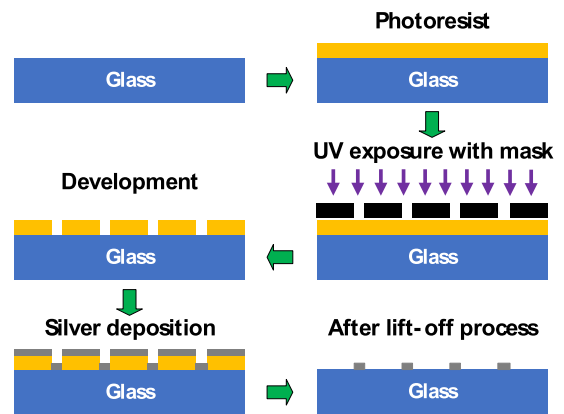 Photoresist
Glass
Glass
UV exposure with mask
Development
Glass
Glass
Silver deposition
After lift-off process
Glass
Glass